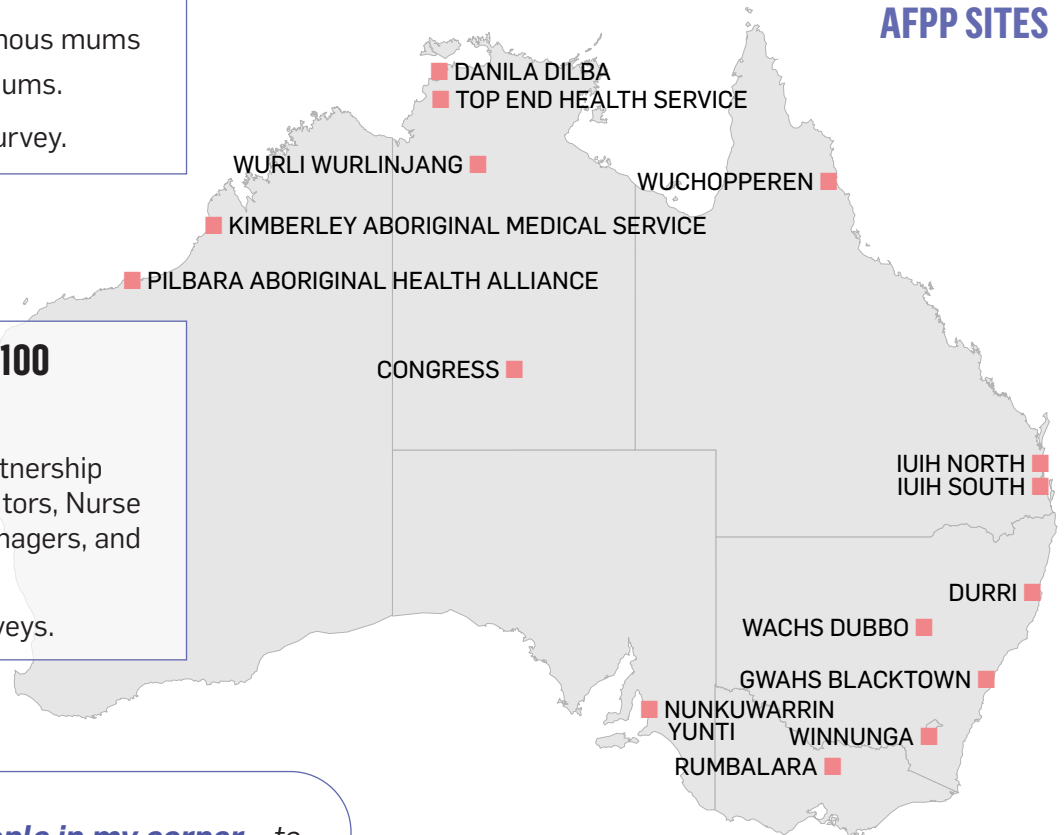 AFPP SITES
nous mums
ums.
urvey.
DANILA DILBA
TOP END HEALTH SERVICE
WURLI WURLINJANG
WUCHOPPEREN
KIMBERLEY ABORIGINAL MEDICAL SERVICE
PILBARA ABORIGINAL HEALTH ALLIANCE
100
CONGRESS
tnership
tors, Nurse
nagers, and
veys.
IUIH NORTH
IUIH SOUTH
DURRI
WACHS DUBBO
GWAHS BLACKTOWN
NUNKUWARRIN
YUNTI
WINNUNGA
RUMBALARA